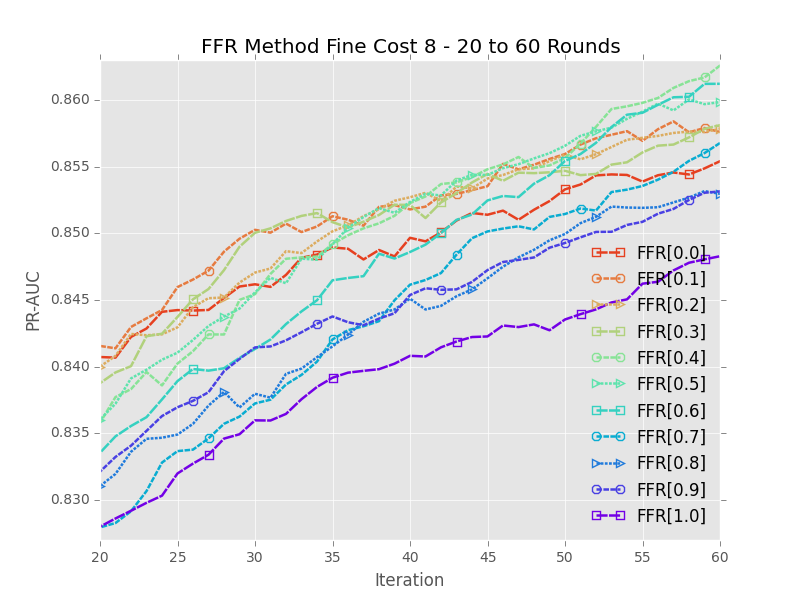 FFR Method Fine Cost 8 - 20 to 60 Rounds
0.860
0.855
0.850
0.845
0.840
0.835
0.830
PR-AUC
FFR[0.0]
FFR[0.1]
FFR[0.2]
FFR[0.3]
FFR[0.4]
FFR[0.5]
FFR[0.6]
FFR[0.7]
FFR[0.8]
FFR[0.9]
FFR[1.0]
20 25 30 35 40 45 50 55 60
Iteration